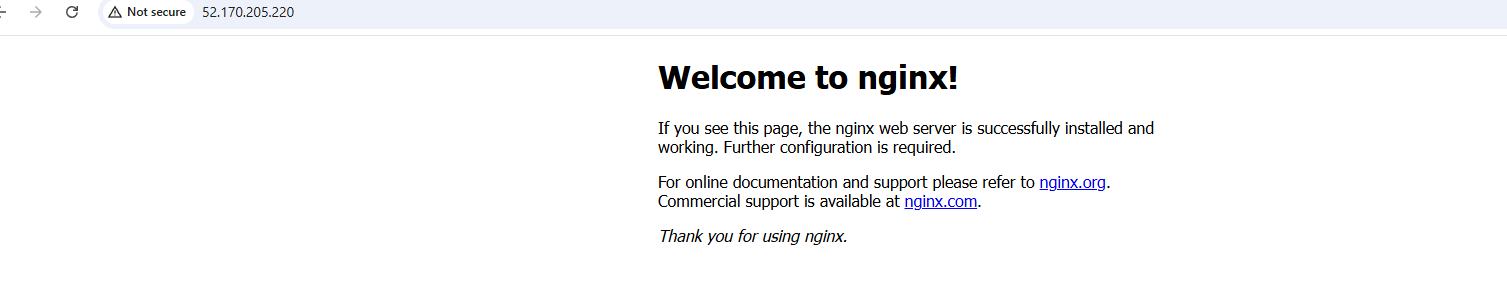 Not secure 52.170.205.220
Welcome to nginx!
If you see this page, the nginx web server is successfully installed and
working. Further configuration is required.
For online documentation and support please refer to nginx.org.
Commercial support is available at nginx.com.
Thank you for using nginx.